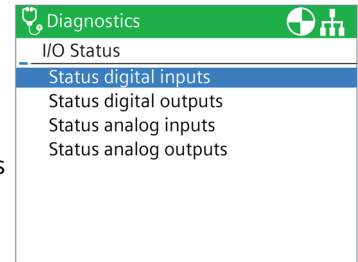 Diagnostics
I/O Status
Status digital inputs
Status digital outputs
Status analog inputs
Status analog outputs
s